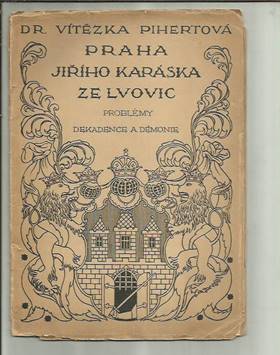 DR. VÍTĚZKA PIHERTOVÁ
PRAHA
JIŘÍHO KARÁSKA
ZE LVOVIC
PROBLÉMY
DEKADENCE A DÉMONIE